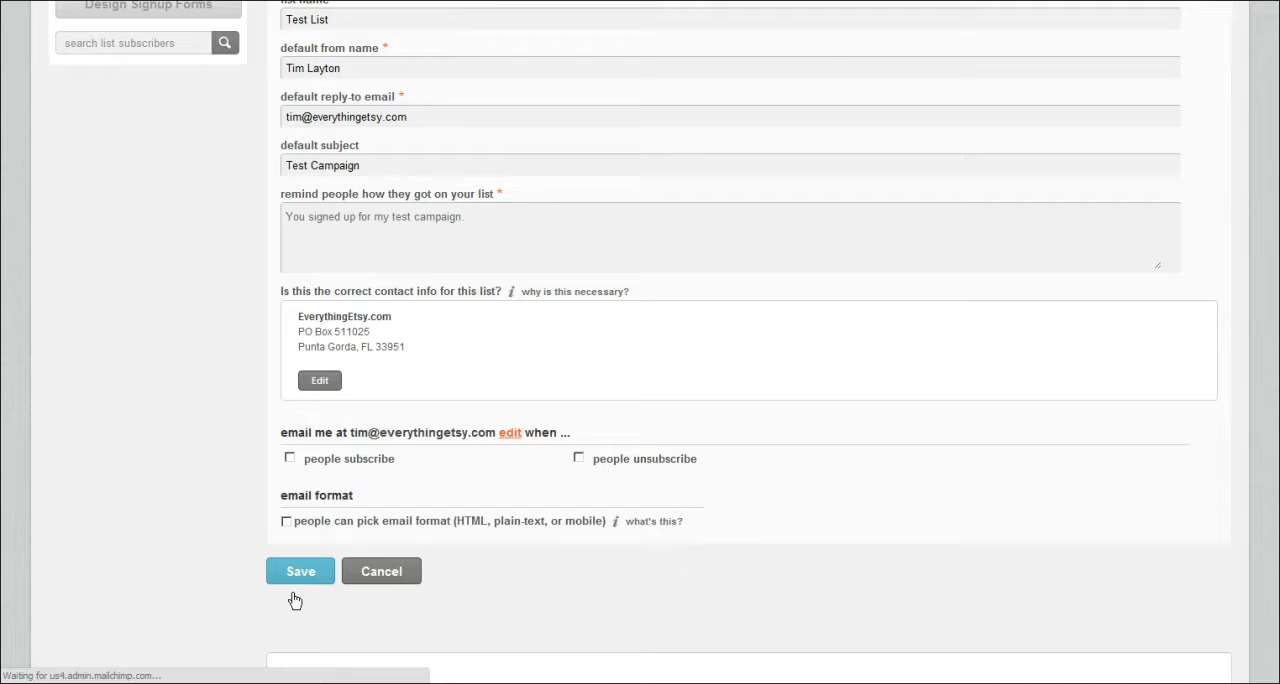 Design Signup Forms
list name
Test List
search list subscribers
default from name *
Tim Layton
default reply-to email *
tim@everythingetsy.com
default subject
Test Campaign
remind people how they got on your list *
You signed up for my test campaign.
Is this the correct contact info for this list? i why is this necessary?
EverythingEtsy.com
PO Box 511025
Punta Gorda, FL 33951
Edit
email me at tim@everythingetsy.com edit when ...
people subscribe people unsubscribe
email format
people can pick email format (HTML, plain-text, or mobile) i what's this?
Save Cancel
Waiting for us4.admin.mailchimp.com...